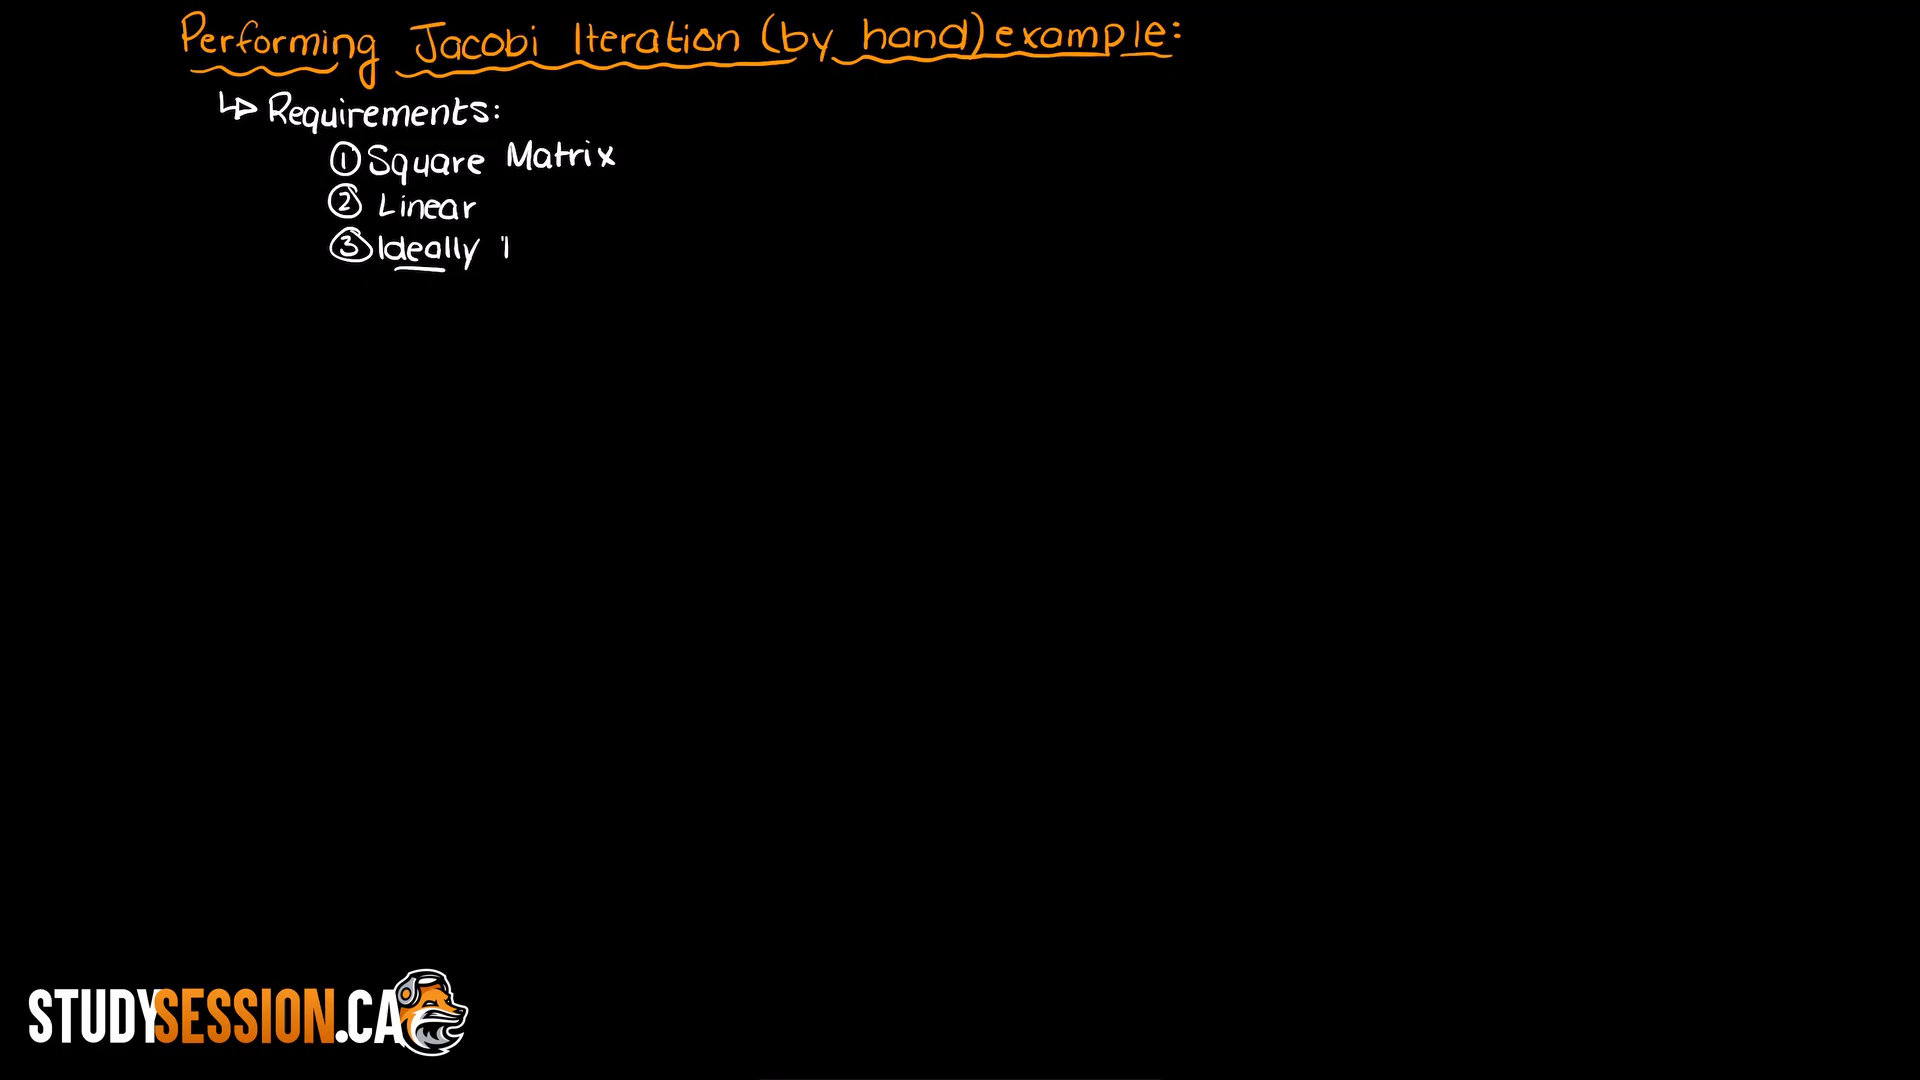 Performing Jacobi Iteration (by hand) example:
↳ Requirements:
① Square Matrix
② Linear
③ Ideally
STUDYSESSION.CA